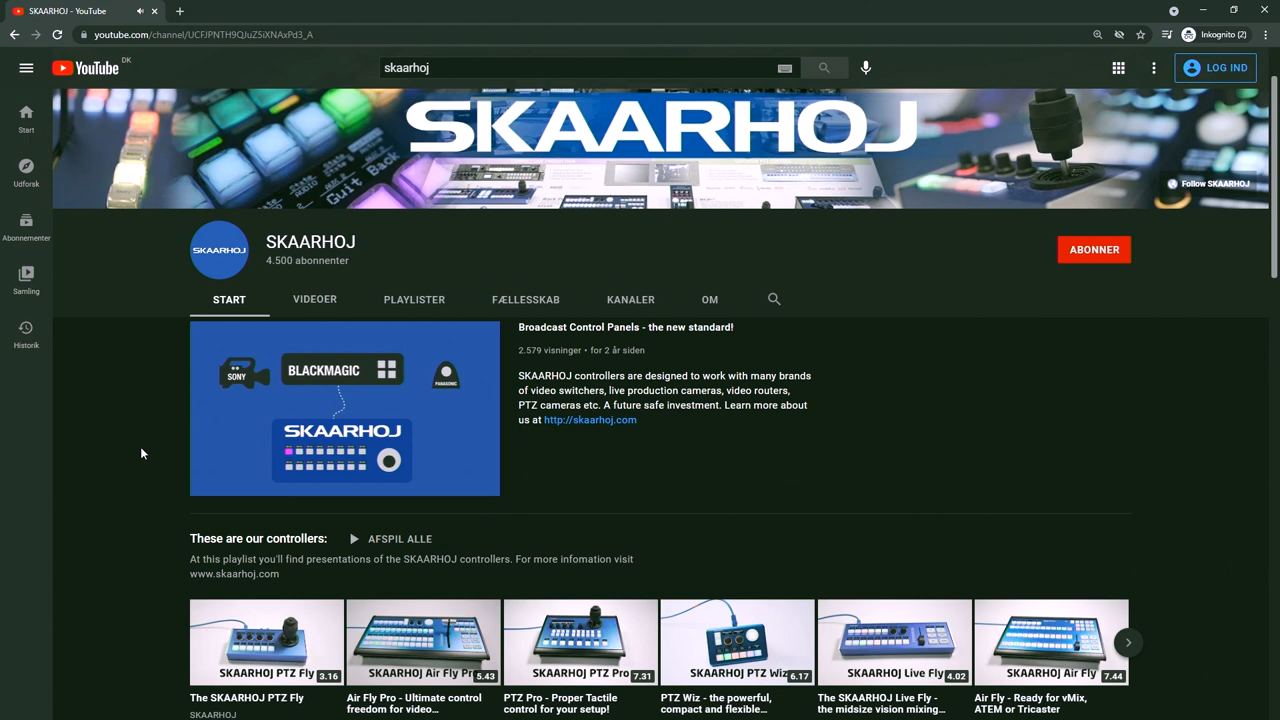 SKAARHOJ - YouTube
youtube.com/channel/UCFJPNTH9QJuZ5iXNAxPd3_A
Inkognito (2)
YouTube
DK
skaarhoj
LOG IND
Start
Udforsk
Abonnementer
Samling
Historik
SKAARHOJ
Guit
Back
Follow SKAARHOJ
SKAARHOJ
SKAARHOJ
4.500 abonnenter
ABONNER
START
VIDEOER
PLAYLISTER
FÆLLESSKAB
KANALER
OM
SONY
BLACKMAGIC
PANASONIC
SKAARHOJ
Broadcast Control Panels - the new standard!
2.579 visninger • for 2 år siden
SKAARHOJ controllers are designed to work with many brands
of video switchers, live production cameras, video routers,
PTZ cameras etc. A future safe investment. Learn more about
us at http://skaarhoj.com
These are our controllers:
AFSPIL ALLE
At this playlist you'll find presentations of the SKAARHOJ controllers. For more infomation visit
www.skaarhoj.com
SKAARHOJ PTZ Fly
3.16
SKAARHOJ Air Fly Pr
5.43
SKAARHOJ PTZ Pro
7.31
SKAARHOJ PTZ Wiz
6.17
SKAARHOJ Live Fly
4.02
SKAARHOJ Air Fly
7.44
The SKAARHOJ PTZ Fly
SKAARHOJ
Air Fly Pro - Ultimate control
freedom for video...
PTZ Pro - Proper Tactile
control for your setup!
PTZ Wiz - the powerful,
compact and flexible...
The SKAARHOJ Live Fly -
the midsize vision mixing...
Air Fly - Ready for vMix,
ATEM or Tricaster